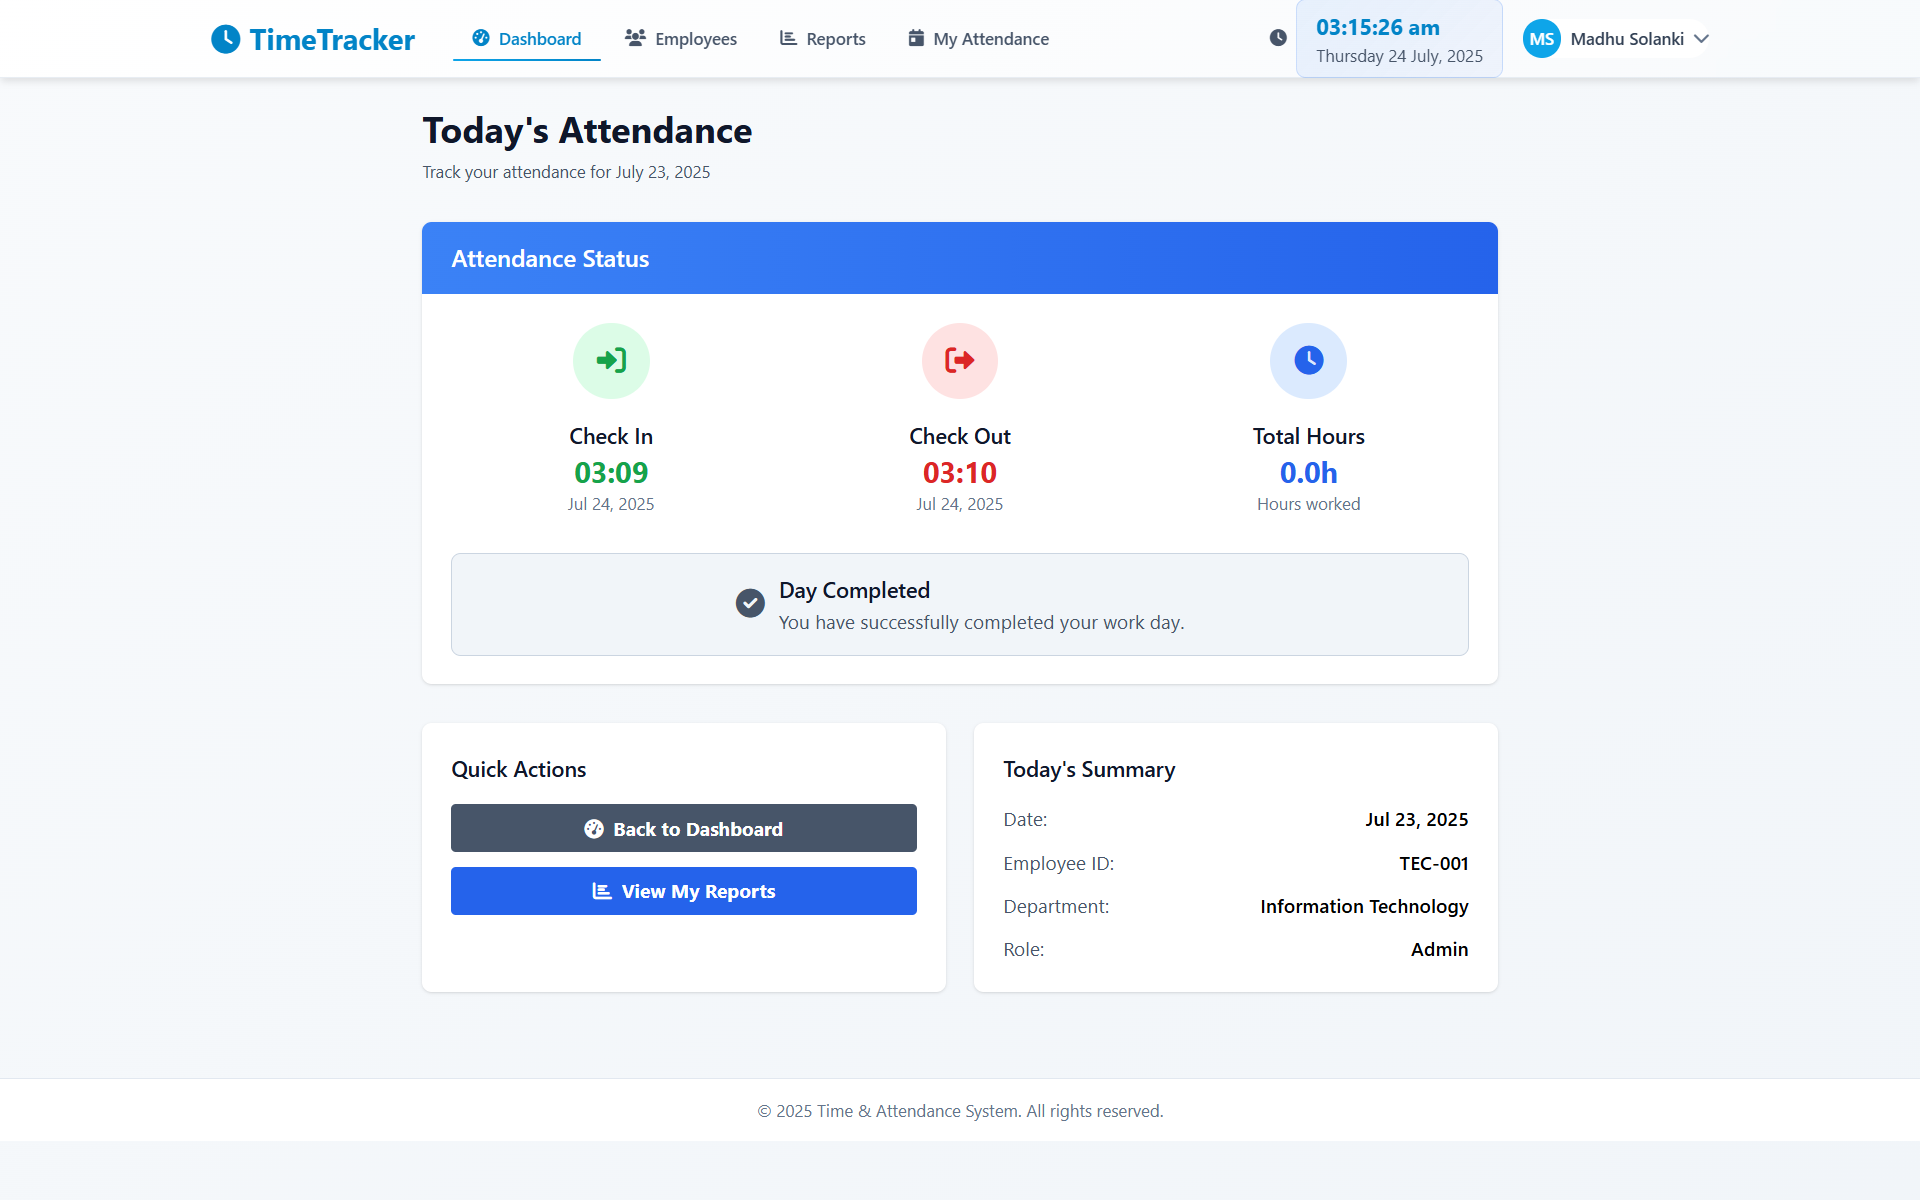 TimeTracker
Dashboard
Employees
Reports
My Attendance
03:15:26 am
Thursday 24 July, 2025
MS
Madhu Solanki
Today's Attendance
Track your attendance for July 23, 2025
Attendance Status
Check In
03:09
Jul 24, 2025
Check Out
03:10
Jul 24, 2025
Total Hours
0.0h
Hours worked
Day Completed
You have successfully completed your work day.
Quick Actions
Back to Dashboard
View My Reports
Today's Summary
Date: Jul 23, 2025
Employee ID: TEC-001
Department: Information Technology
Role: Admin
© 2025 Time & Attendance System. All rights reserved.